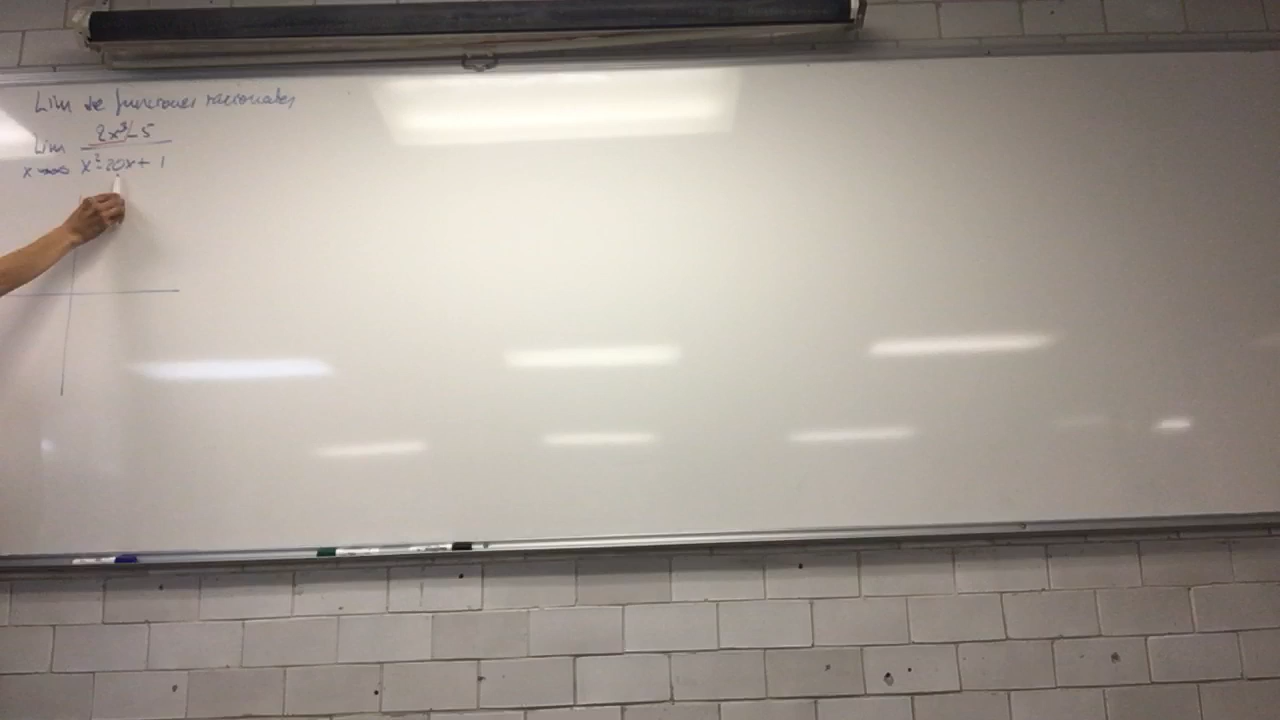 Lim de funciones racionales
Lim 2x³-5
x→∞ x²-20x+1